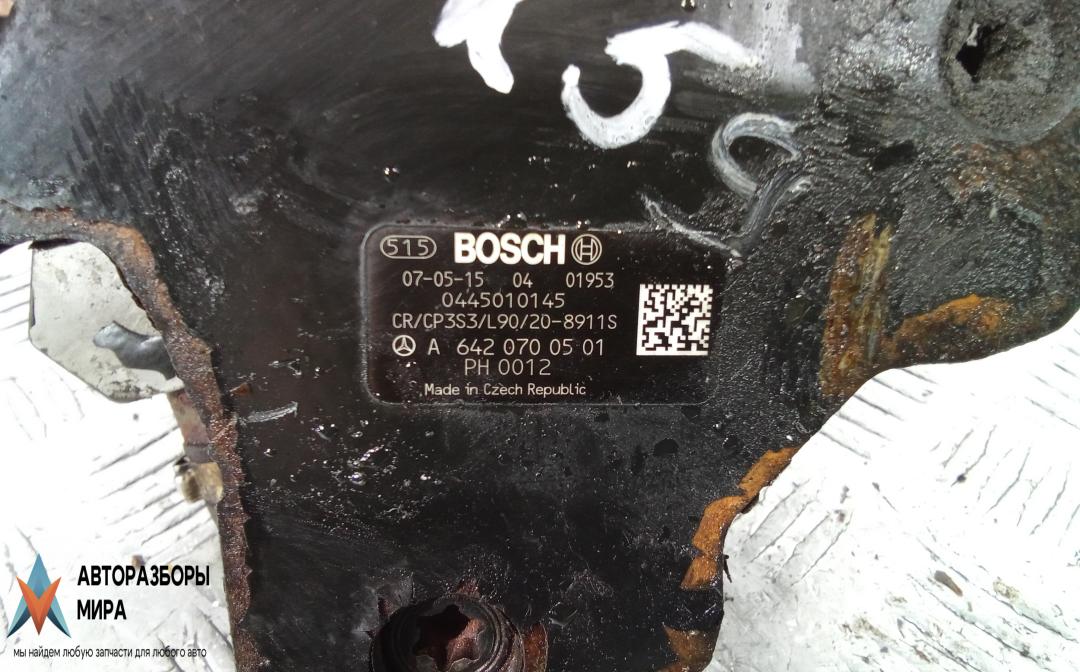 515 BOSCH
07-05-15 04 01953
0445010145
CR/CP3S3/L90/20-8911S
A 642 070 05 01
PH 0012
Made in Czech Republic
АВТОРАЗБОРЫ
МИРА
мы найдем любую запчасти для любого авто